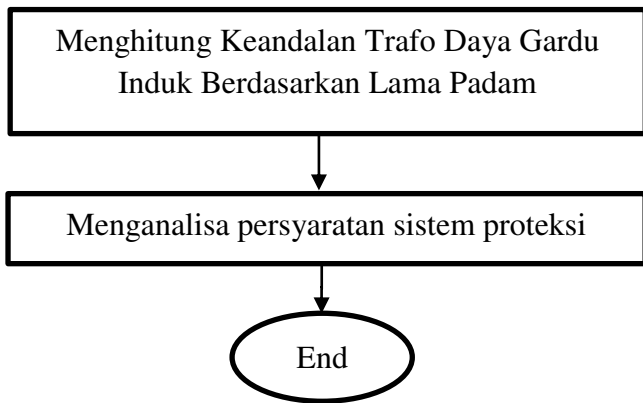 Menghitung Keandalan Trafo Daya Gardu
Induk Berdasarkan Lama Padam
Menganalisa persyaratan sistem proteksi
End